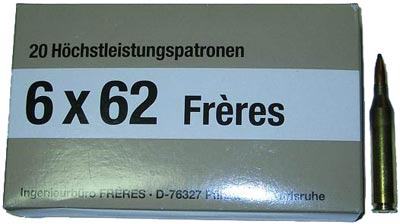 20 Höchstleistungspatronen
6 x 62 Frères
Ingenieurbüro FRERES · D-76327